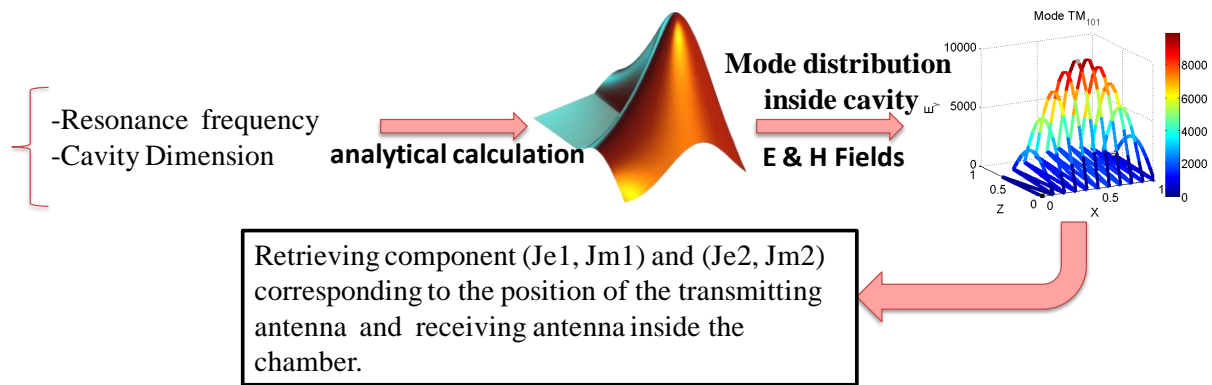 -Resonance frequency
-Cavity Dimension
analytical calculation
Mode distribution
inside cavity
E & H Fields
Mode TM101
10000
5000
0
Ey
1
0.5
0
Z
0
0.5
1
X
8000
6000
4000
2000
0
Retrieving component (Je1, Jm1) and (Je2, Jm2)
corresponding to the position of the transmitting
antenna and receiving antenna inside the
chamber.